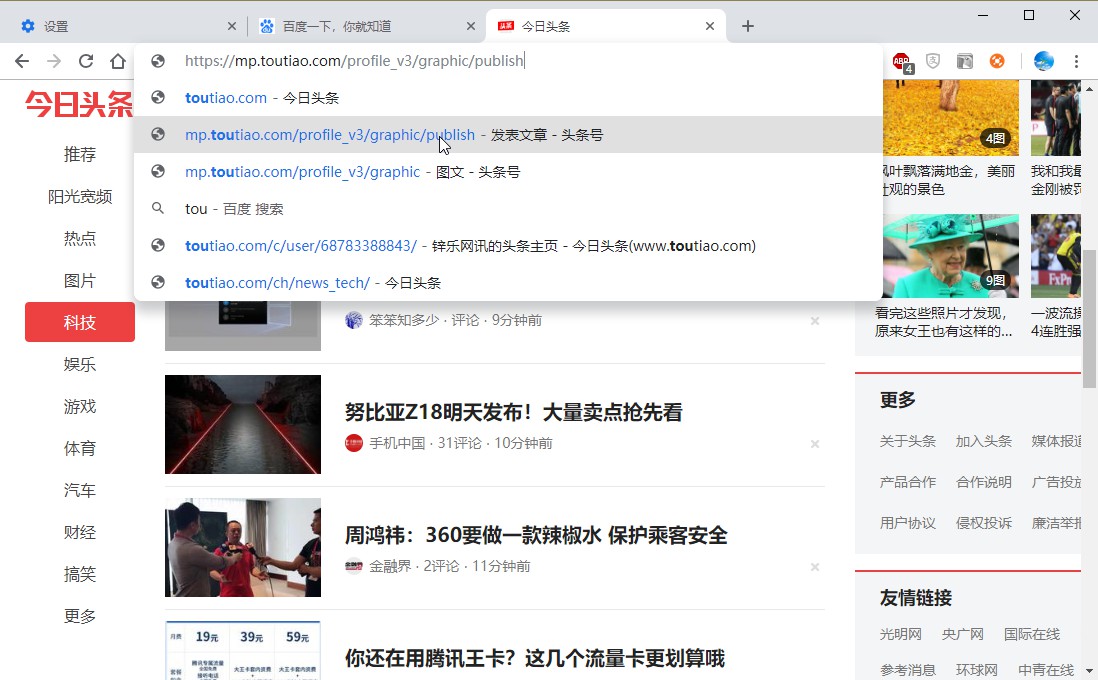 设置
百度一下，你就知道
头条 今日头条
https://mp.toutiao.com/profile_v3/graphic/publish
ABP
4
toutiao.com - 今日头条
mp.toutiao.com/profile_v3/graphic/publish - 发表文章 - 头条号
mp.toutiao.com/profile_v3/graphic - 图文 - 头条号
tou - 百度 搜索
toutiao.com/c/user/68783388843/ - 锌乐网讯的头条主页 - 今日头条(www.toutiao.com)
toutiao.com/ch/news_tech/ - 今日头条
今日头条
推荐
阳光宽频
热点
图片
科技
娱乐
游戏
体育
汽车
财经
搞笑
更多
笨笨知多少 · 评论 · 9分钟前
努比亚Z18明天发布！大量卖点抢先看
手机中国 · 31评论 · 10分钟前
周鸿祎：360要做一款辣椒水 保护乘客安全
金融界 · 2评论 · 11分钟前
月费 19元 39元 59元
你还在用腾讯王卡？这几个流量卡更划算哦
4图
风叶飘落满地金，美丽
壮观的景色
我和我最
金刚被罚
9图
看完这些照片才发现，
原来女王也有这样的...
一波流接
4连胜强
更多
关于头条 加入头条 媒体报道
产品合作 合作说明 广告投放
用户协议 侵权投诉 廉洁举报
友情链接
光明网 央广网 国际在线
参考消息 环球网 中青在线